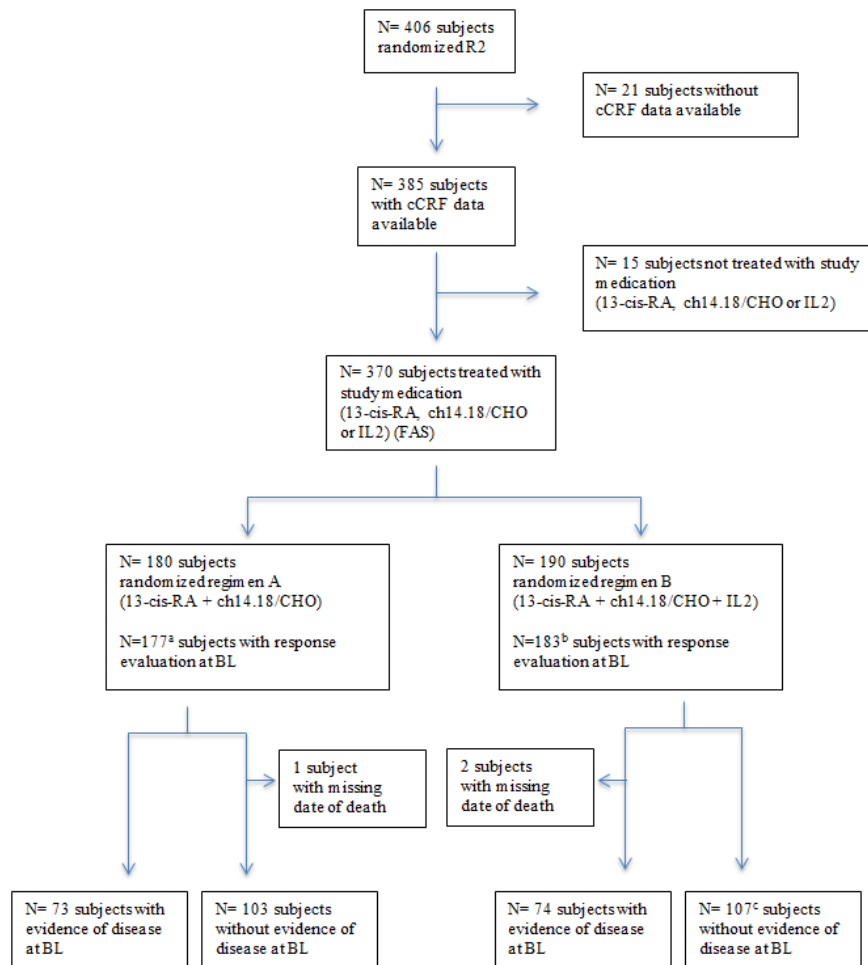 N= 406 subjects
randomized R2
N= 21 subjects without
cCRF data available
N= 385 subjects
with cCRF data
available
N= 15 subjects not treated with study
medication
(13-cis-RA, ch14.18/CHO or IL2)
N= 370 subjects treated with
study medication
(13-cis-RA, ch14.18/CHO
or IL2) (FAS)
N= 180 subjects
randomized regimen A
(13-cis-RA + ch14.18/CHO)
N=177ᵃ subjects with response
evaluation at BL
N= 190 subjects
randomized regimen B
(13-cis-RA + ch14.18/CHO + IL2)
N=183ᵇ subjects with response
evaluation at BL
1 subject
with missing
date of death
2 subjects
with missing
date of death
N= 73 subjects with
evidence of disease
at BL
N= 103 subjects
without evidence of
disease at BL
N= 74 subjects with
evidence of disease
at BL
N= 107ᶜ subjects
without evidence of
disease at BL